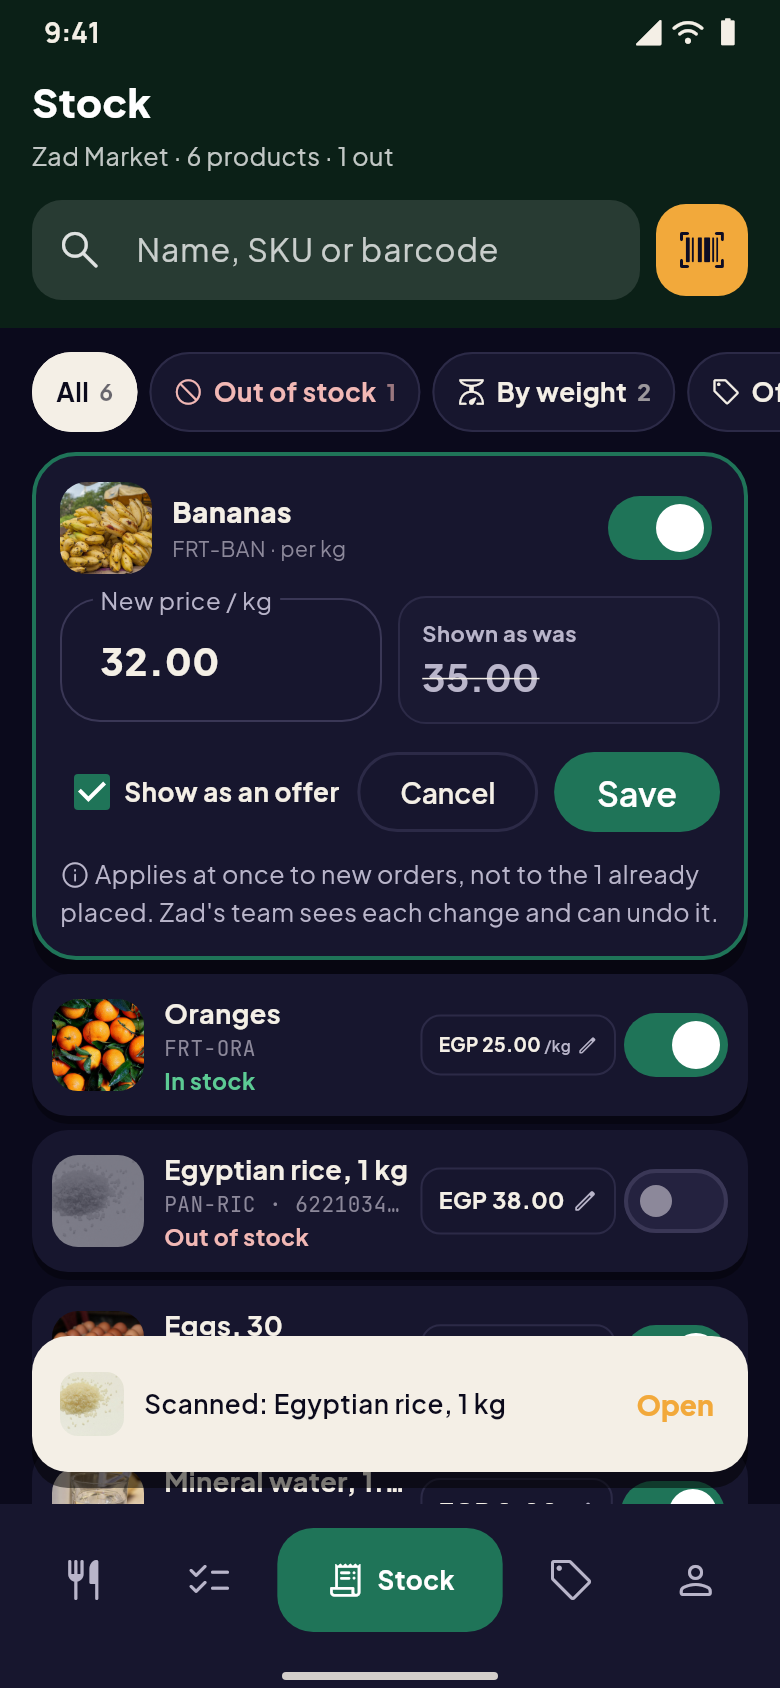 9:41
Stock
Zad Market · 6 products · 1 out
Name, SKU or barcode
All 6
Out of stock 1
By weight 2
Of
Bananas
FRT-BAN · per kg
New price / kg
32.00
Shown as was
35.00
Show as an offer
Cancel
Save
Applies at once to new orders, not to the 1 already
placed. Zad's team sees each change and can undo it.
Oranges
FRT-ORA
In stock
EGP 25.00 /kg
Egyptian rice, 1 kg
PAN-RIC · 6221034…
Out of stock
EGP 38.00
Eggs, 30
Scanned: Egyptian rice, 1 kg
Open
Mineral water, 1.…
Stock